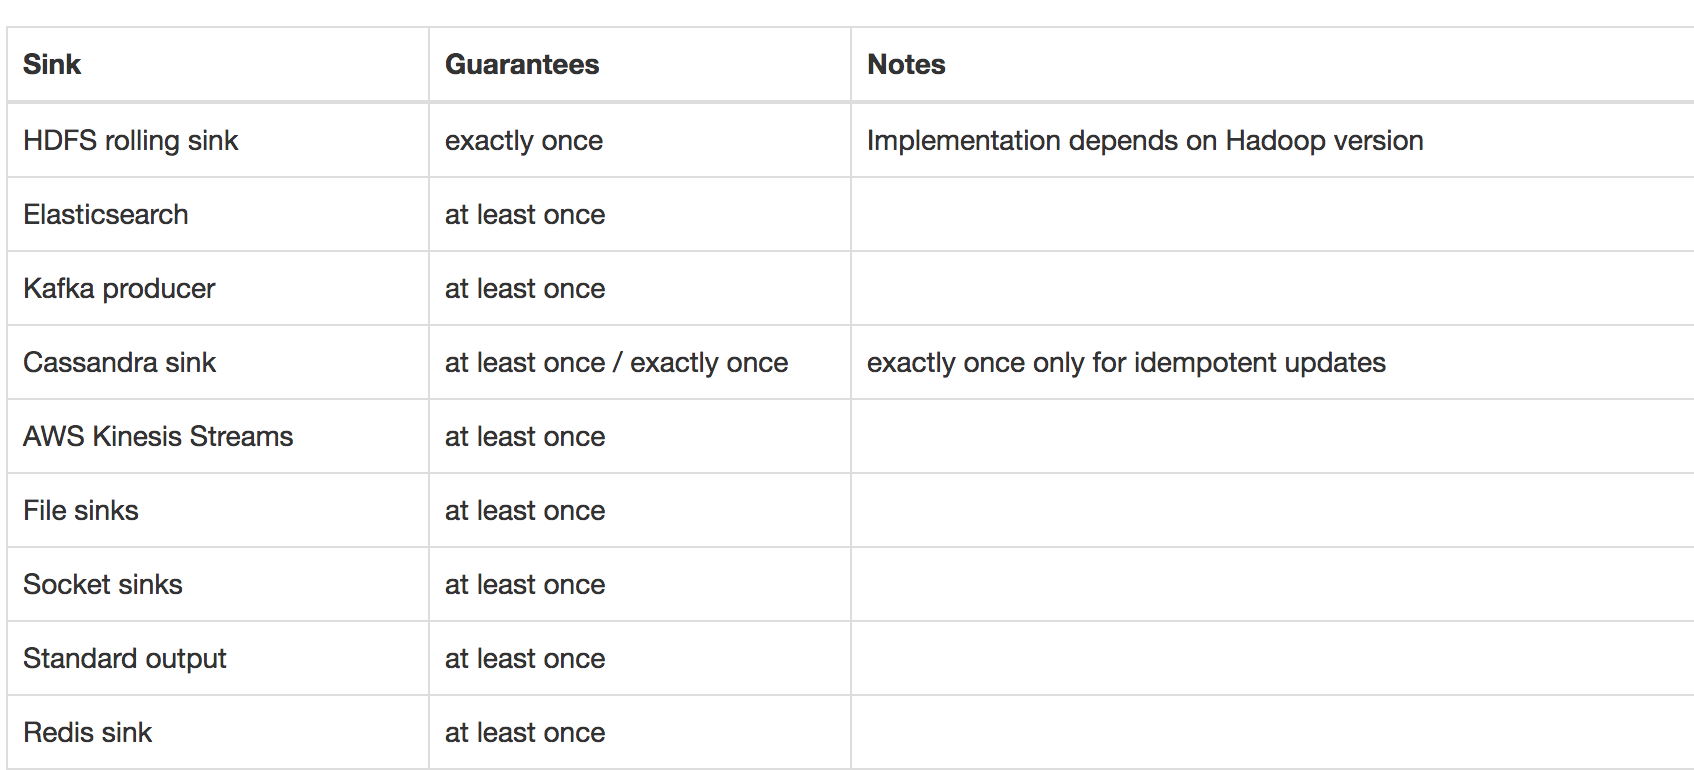 Sink Guarantees Notes
HDFS rolling sink exactly once Implementation depends on Hadoop version
Elasticsearch at least once
Kafka producer at least once
Cassandra sink at least once / exactly once exactly once only for idempotent updates
AWS Kinesis Streams at least once
File sinks at least once
Socket sinks at least once
Standard output at least once
Redis sink at least once